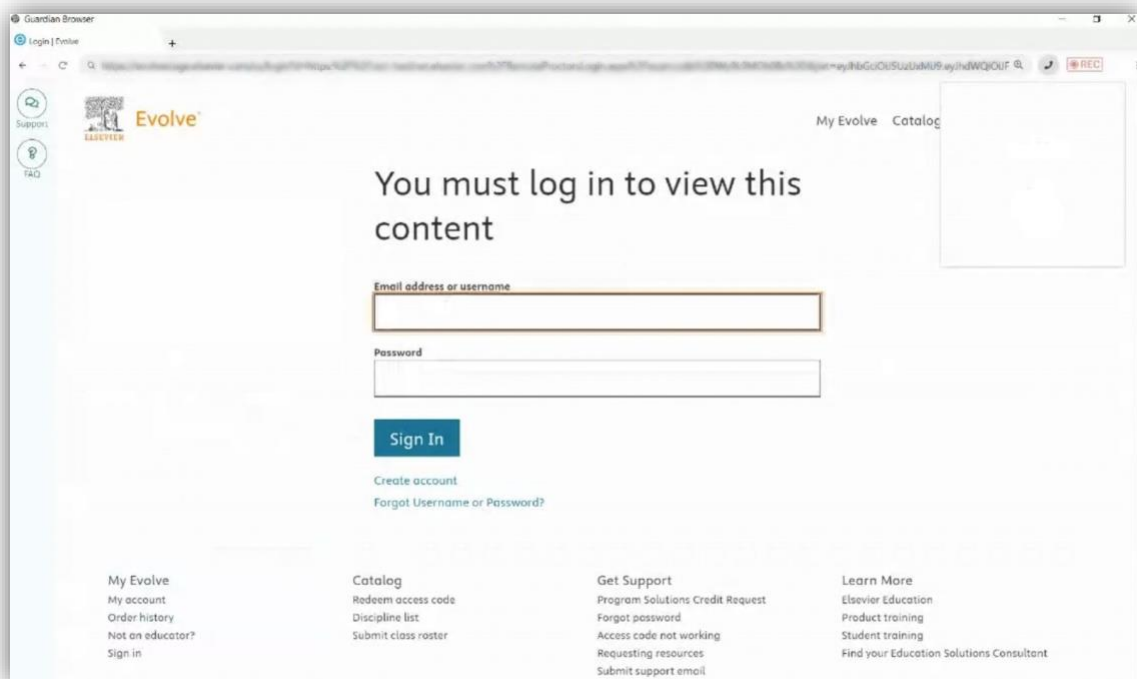 Guardian Browser
Login | Evolve
REC
Support
FAQ
ELSEVIER
Evolve
My Evolve Catalog
You must log in to view this
content
Email address or username
Password
Sign In
Create account
Forgot Username or Password?
My Evolve
My account
Order history
Not an educator?
Sign in
Catalog
Redeem access code
Discipline list
Submit class roster
Get Support
Program Solutions Credit Request
Forgot password
Access code not working
Requesting resources
Submit support email
Learn More
Elsevier Education
Product training
Student training
Find your Education Solutions Consultant